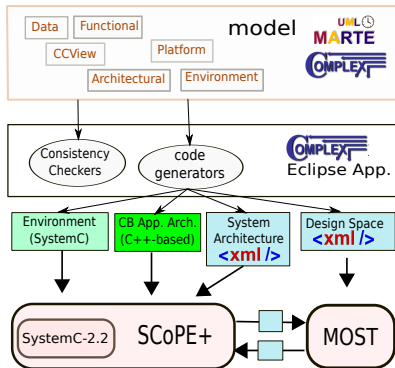 Data
Functional
model
UML
MARTE
CCView
Platform
COMPLEX
Architectural
Environment
Consistency
Checkers
code
generators
COMPLEX
Eclipse App.
Environment
(SystemC)
CB App. Arch.
(C++-based)
System
Architecture
<xml />
Design Space
<xml />
SystemC-2.2
SCoPE+
MOST